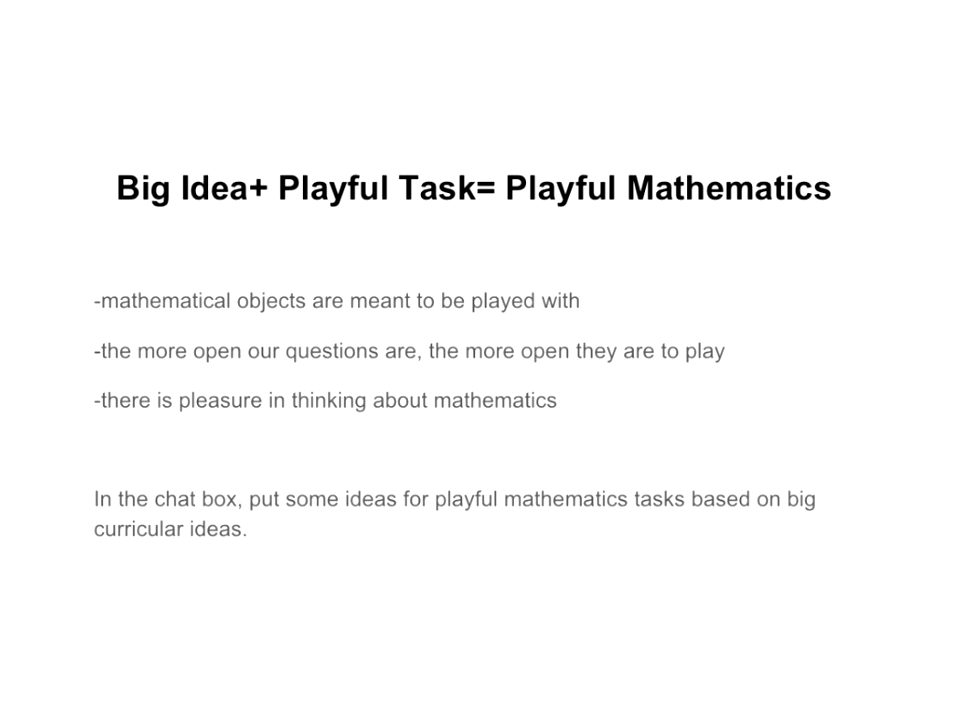 Big Idea+ Playful Task= Playful Mathematics
-mathematical objects are meant to be played with
-the more open our questions are, the more open they are to play
-there is pleasure in thinking about mathematics
In the chat box, put some ideas for playful mathematics tasks based on big
curricular ideas.